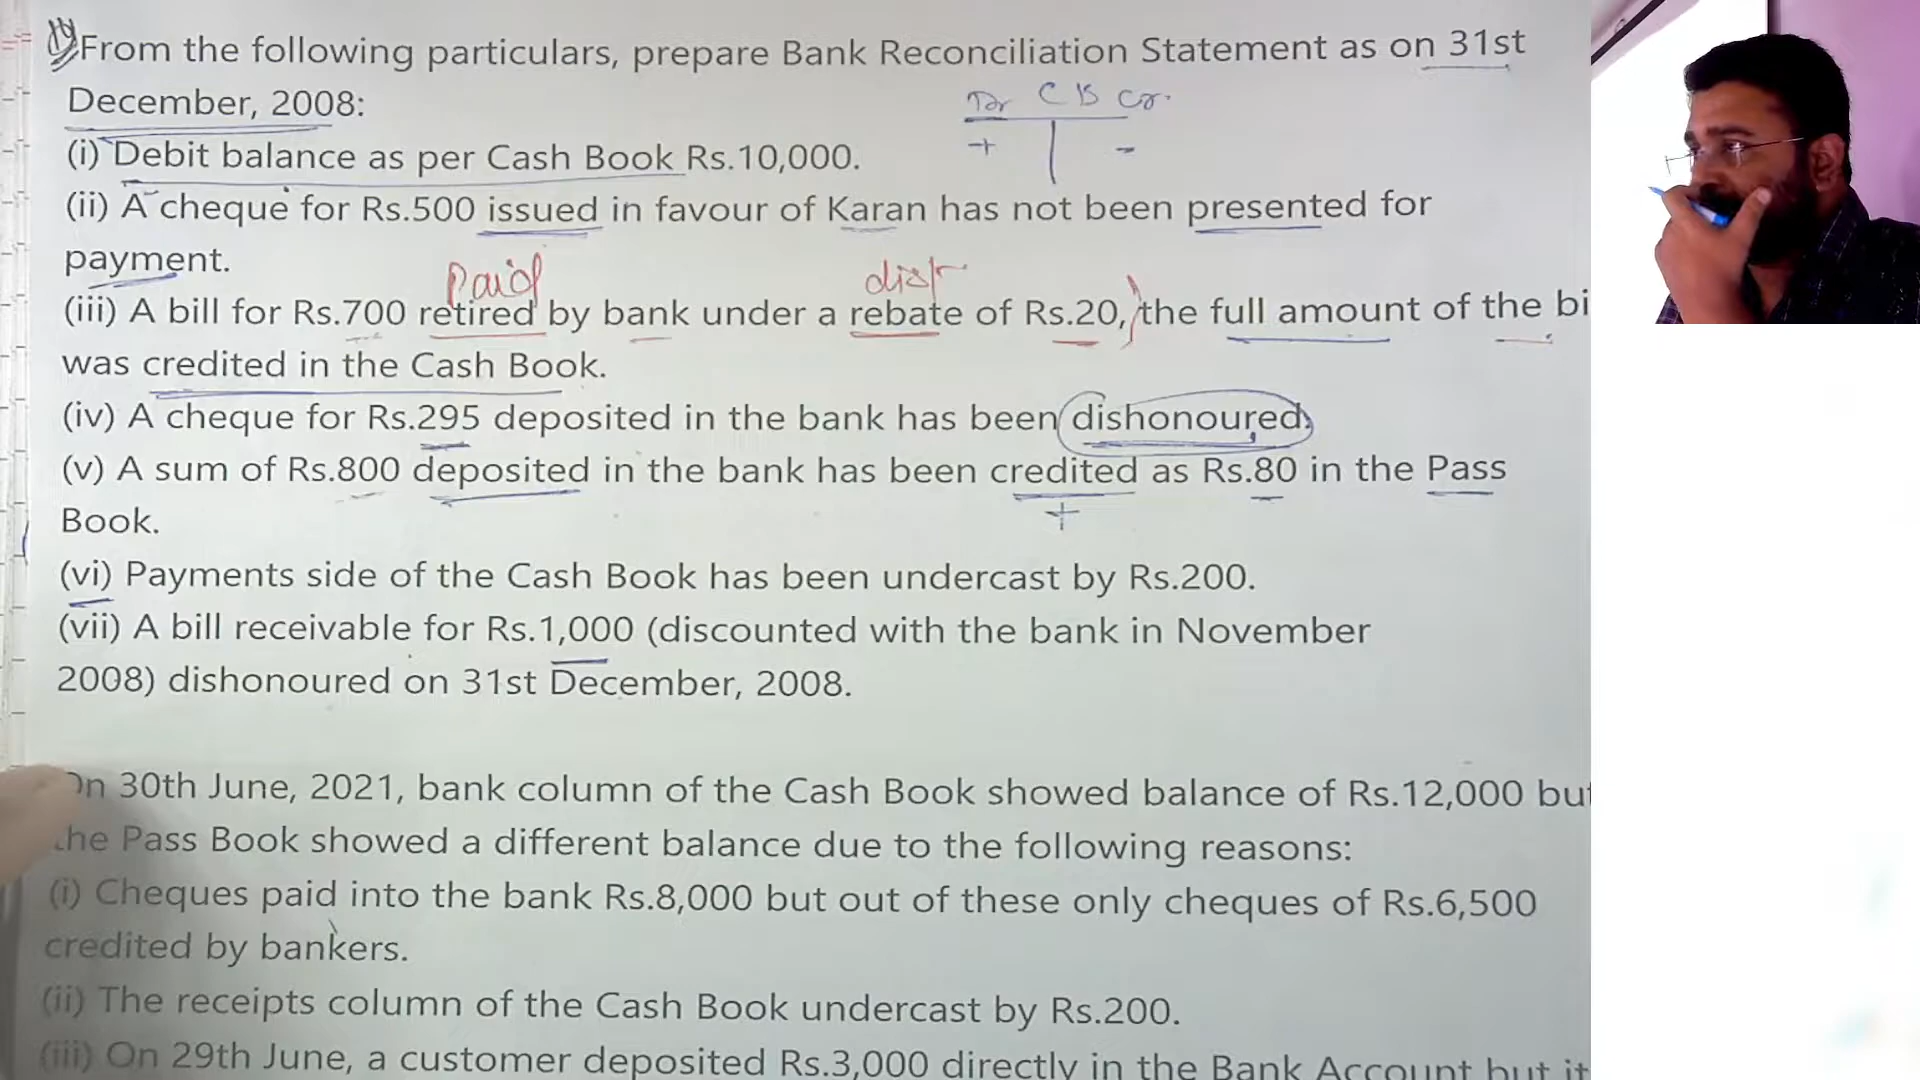 14) From the following particulars, prepare Bank Reconciliation Statement as on 31st
December, 2008:
Dr CB Cr.
+ -
(i) Debit balance as per Cash Book Rs.10,000.
(ii) A cheque for Rs.500 issued in favour of Karan has not been presented for
payment.
paid dist
(iii) A bill for Rs.700 retired by bank under a rebate of Rs.20, the full amount of the bi
was credited in the Cash Book.
(iv) A cheque for Rs.295 deposited in the bank has been dishonoured.
(v) A sum of Rs.800 deposited in the bank has been credited as Rs.80 in the Pass
Book.
+
(vi) Payments side of the Cash Book has been undercast by Rs.200.
(vii) A bill receivable for Rs.1,000 (discounted with the bank in November
2008) dishonoured on 31st December, 2008.
On 30th June, 2021, bank column of the Cash Book showed balance of Rs.12,000 but
the Pass Book showed a different balance due to the following reasons:
(i) Cheques paid into the bank Rs.8,000 but out of these only cheques of Rs.6,500
credited by bankers.
(ii) The receipts column of the Cash Book undercast by Rs.200.
(iii) On 29th June, a customer deposited Rs.3,000 directly in the Bank Account but it